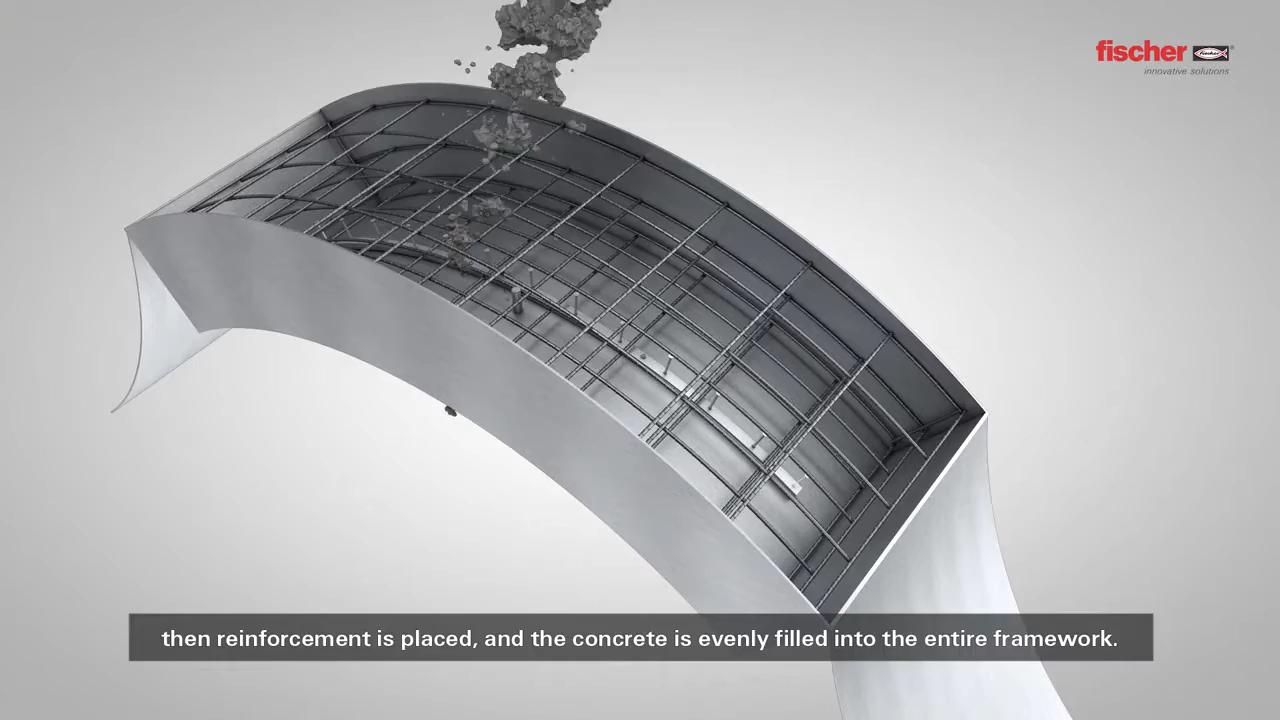 fischer
innovative solutions
then reinforcement is placed, and the concrete is evenly filled into the entire framework.